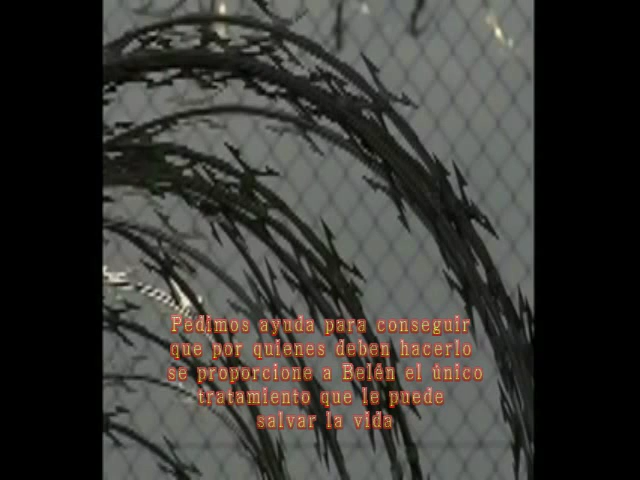 Pedimos ayuda para conseguir
que por quienes deben hacerlo
se proporcione a Belén el único
tratamiento que le puede
salvar la vida